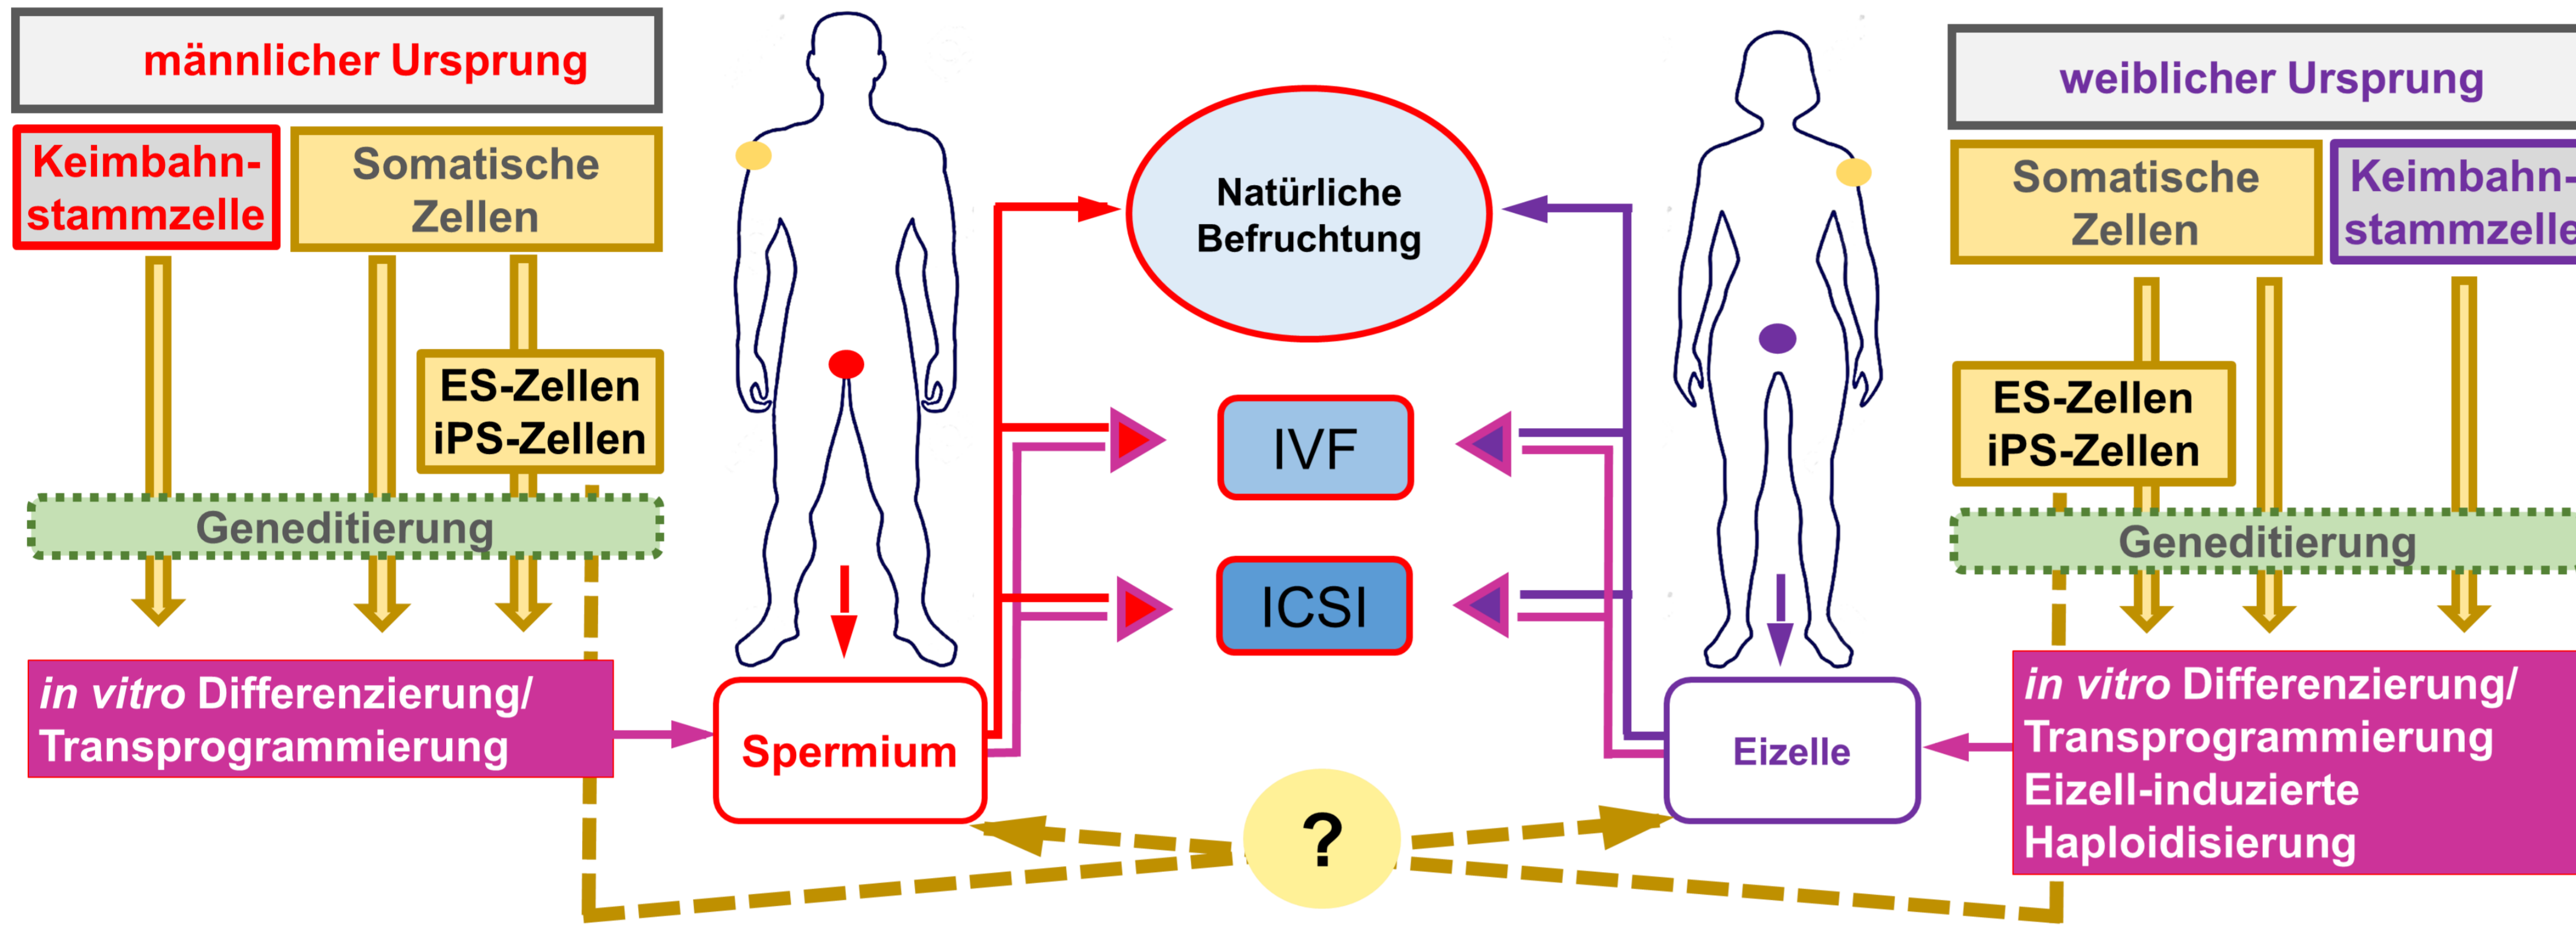 männlicher Ursprung
Keimbahn-
stammzelle
Somatische
Zellen
ES-Zellen
iPS-Zellen
Geneditierung
in vitro Differenzierung/
Transprogrammierung
Spermium
Natürliche
Befruchtung
IVF
ICSI
?
Eizelle
weiblicher Ursprung
Somatische
Zellen
Keimbahn-
stammzelle
ES-Zellen
iPS-Zellen
Geneditierung
in vitro Differenzierung/
Transprogrammierung
Eizell-induzierte
Haploidisierung